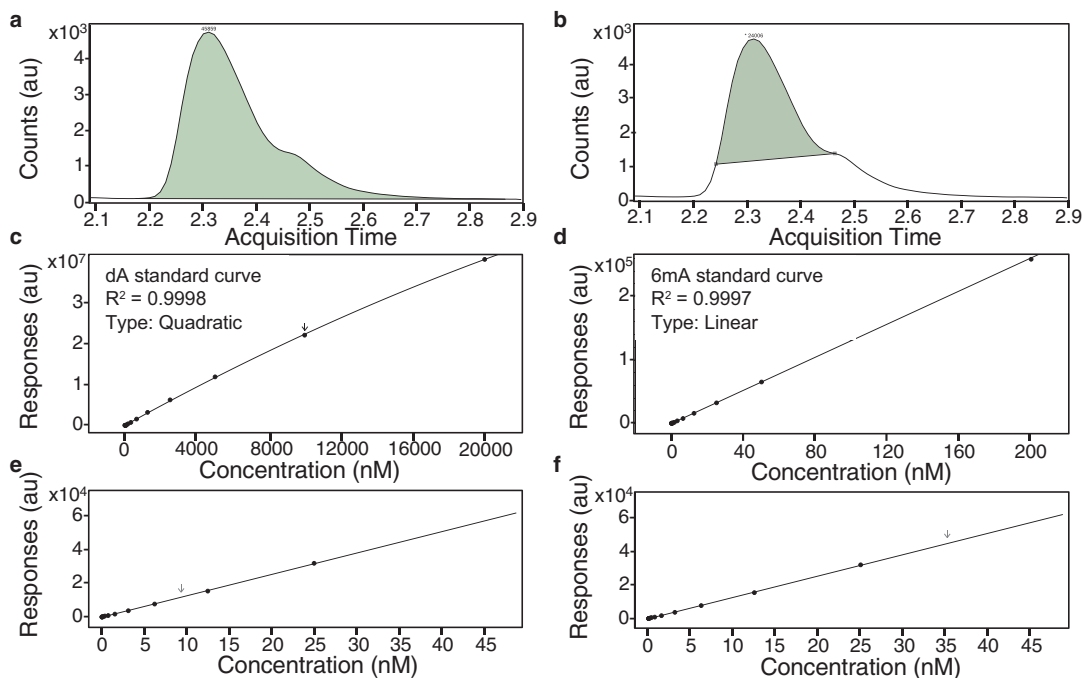 a
x10³
45859
4
3
2
1
0
Counts (au)
2.1 2.2 2.3 2.4 2.5 2.6 2.7 2.8 2.9
Acquisition Time
b
x10³
* 24006
4
3
2
1
0
Counts (au)
2.1 2.2 2.3 2.4 2.5 2.6 2.7 2.8 2.9
Acquisition Time
c
x10⁷
dA standard curve
R² = 0.9998
Type: Quadratic
3
2
1
0
Responses (au)
0 4000 8000 12000 16000 20000
Concentration (nM)
d
x10⁵
6mA standard curve
R² = 0.9997
Type: Linear
2
1
0
Responses (au)
0 40 80 120 160 200
Concentration (nM)
e
x10⁴
6
4
2
0
Responses (au)
0 5 10 15 20 25 30 35 40 45
Concentration (nM)
f
x10⁴
6
4
2
0
Responses (au)
0 5 10 15 20 25 30 35 40 45
Concentration (nM)